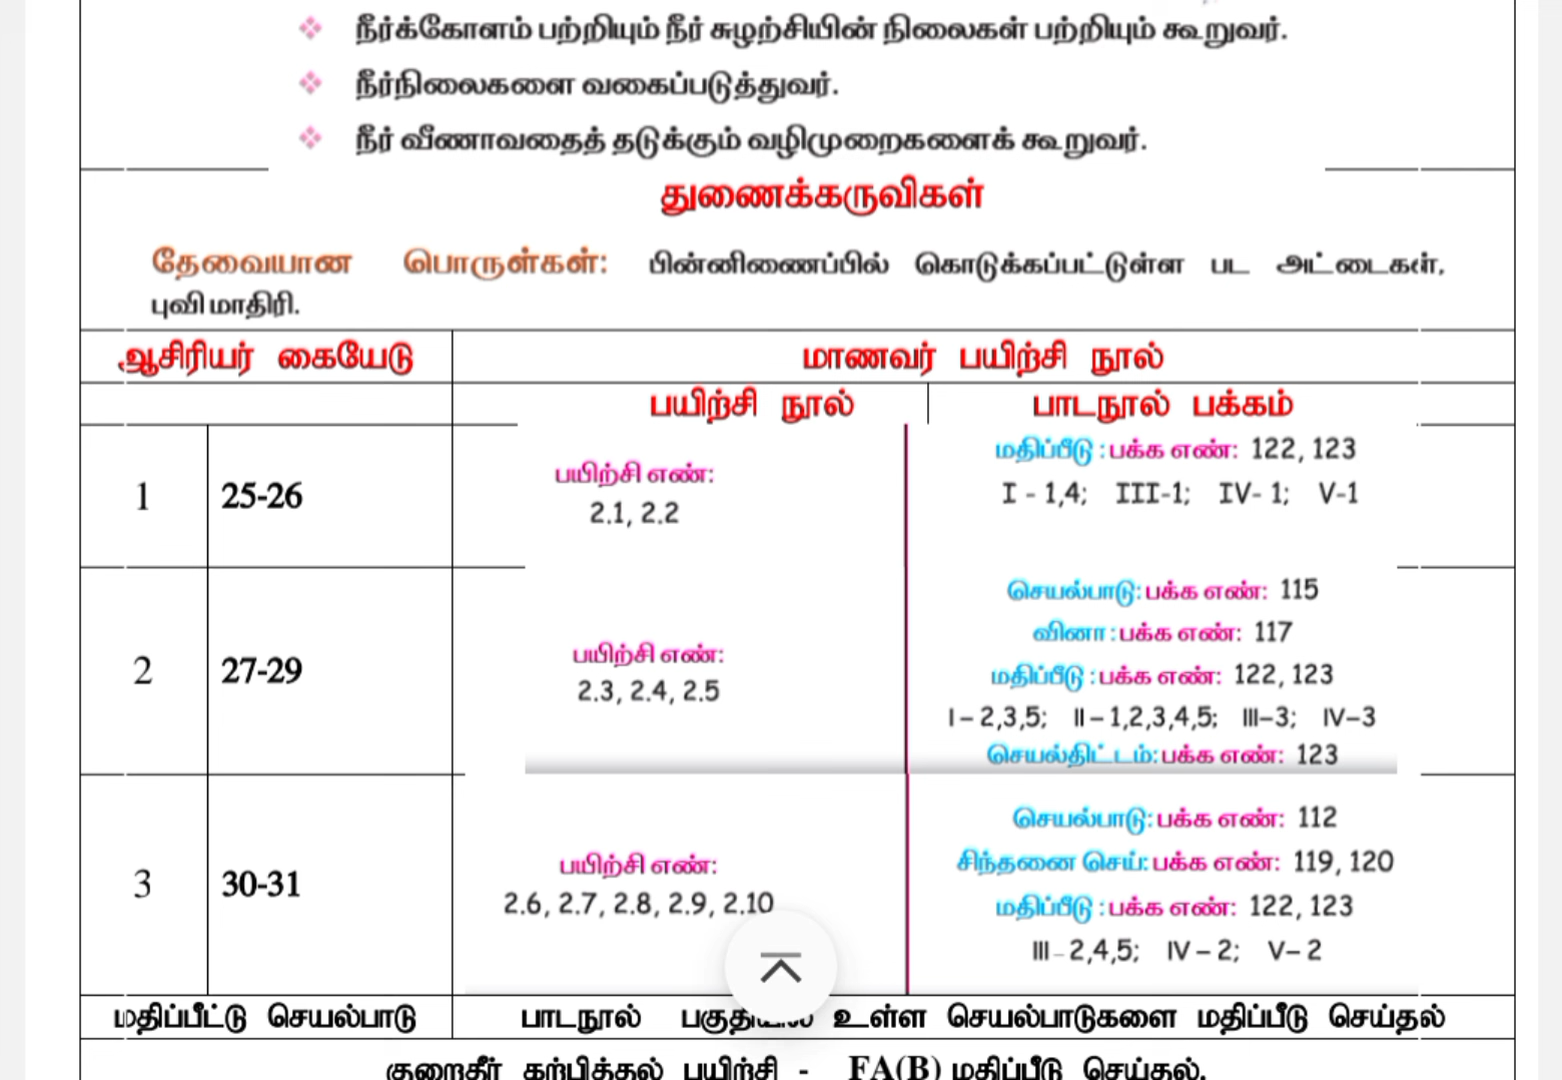 நீர்க்கோளம் பற்றியும் நீர் சுழற்சியின் நிலைகள் பற்றியும் கூறுவர்.
நீர்நிலைகளை வகைப்படுத்துவர்.
நீர் வீணாவதைத் தடுக்கும் வழிமுறைகளைக் கூறுவர்.
துணைக்கருவிகள்
தேவையான பொருள்கள்: பின்னிணைப்பில் கொடுக்கப்பட்டுள்ள பட அட்டைகள்,
புவி மாதிரி.
ஆசிரியர் கையேடு மாணவர் பயிற்சி நூல்
பயிற்சி நூல் பாடநூல் பக்கம்
1 25-26
பயிற்சி எண்:
2.1, 2.2
மதிப்பீடு : பக்க எண்: 122, 123
I - 1,4; III-1; IV- 1; V-1
2 27-29
பயிற்சி எண்:
2.3, 2.4, 2.5
செயல்பாடு: பக்க எண்: 115
வினா : பக்க எண்: 117
மதிப்பீடு : பக்க எண்: 122, 123
I – 2,3,5; II – 1,2,3,4,5; III–3; IV–3
செயல்திட்டம்: பக்க எண்: 123
3 30-31
பயிற்சி எண்:
2.6, 2.7, 2.8, 2.9, 2.10
செயல்பாடு: பக்க எண்: 112
சிந்தனை செய்: பக்க எண்: 119, 120
மதிப்பீடு : பக்க எண்: 122, 123
III – 2,4,5; IV – 2; V– 2
மதிப்பீட்டு செயல்பாடு பாடநூல் பகுதியில் உள்ள செயல்பாடுகளை மதிப்பீடு செய்தல்
குறைதீர் கற்பித்தல் பயிற்சி - FA(B) மதிப்பீடு செய்தல்.